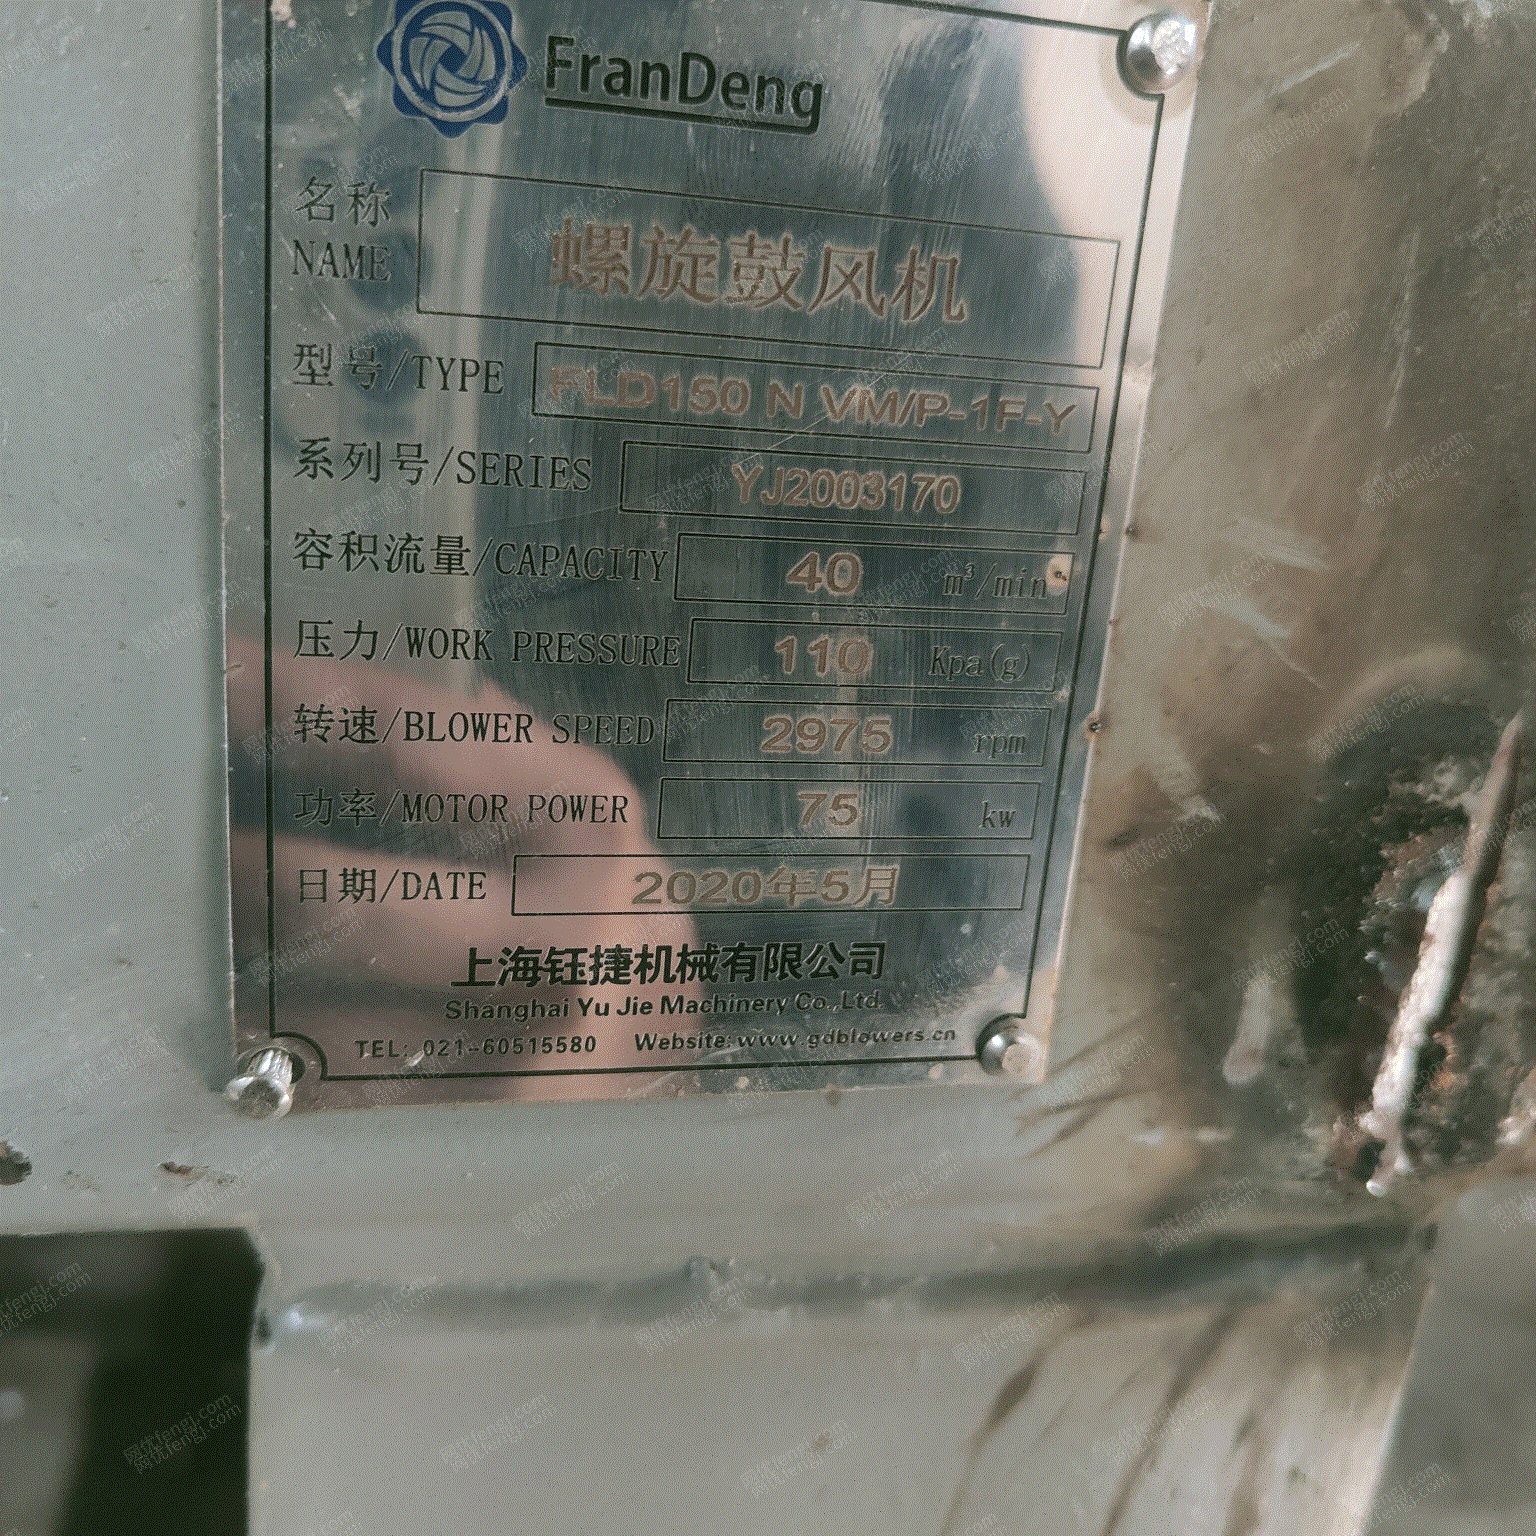 FranDeng
名称
NAME
螺旋鼓风机
型号/TYPE LD150 N VM/P-1F-Y
系列号/SERIES YJ2003170
容积流量/CAPACITY 40 m³/min
压力/WORK PRESSURE 110 Kpa(g)
转速/BLOWER SPEED 2975 rpm
功率/MOTOR POWER 75 kw
日期/DATE 2020年5月
上海钰捷机械有限公司
Shanghai Yu Jie Machinery Co.,Ltd.
TEL: 021-60515580 Website:www.gdblowers.cn